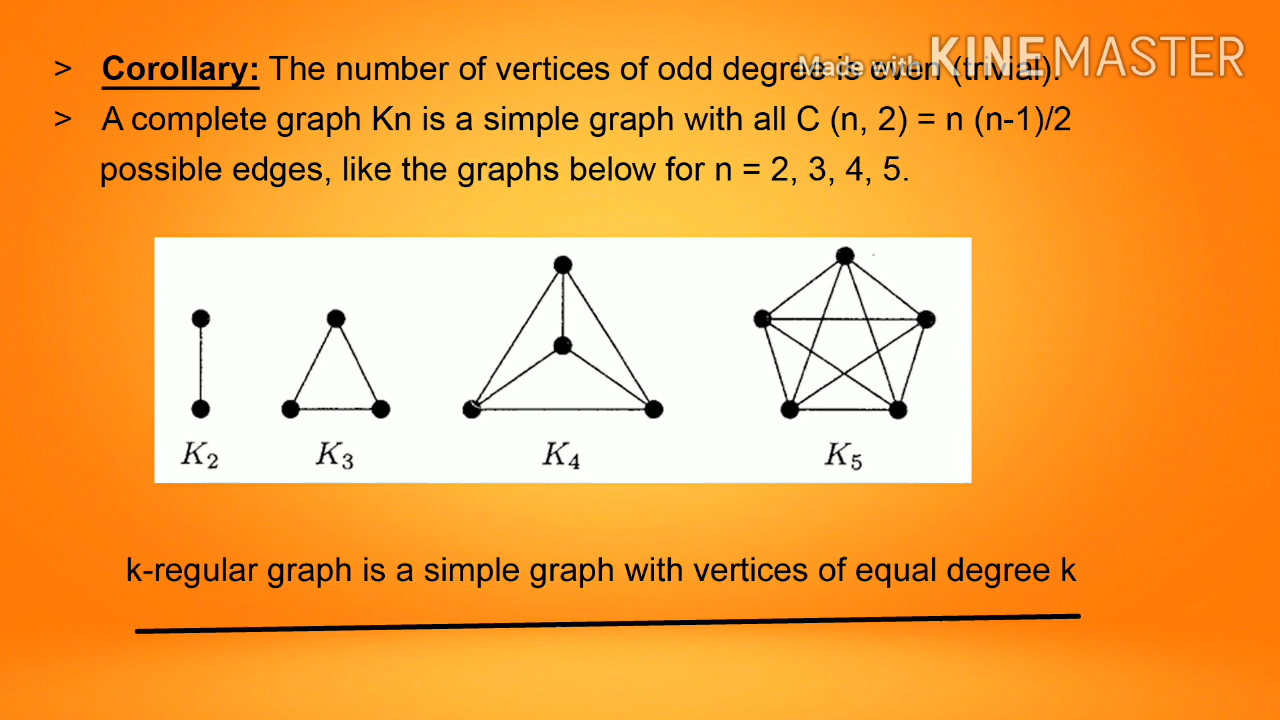 > Corollary: The number of vertices of odd degree is even (trivial).
Made with KINEMASTER
> A complete graph Kn is a simple graph with all C (n, 2) = n (n-1)/2
possible edges, like the graphs below for n = 2, 3, 4, 5.
K2 K3 K4 K5
k-regular graph is a simple graph with vertices of equal degree k